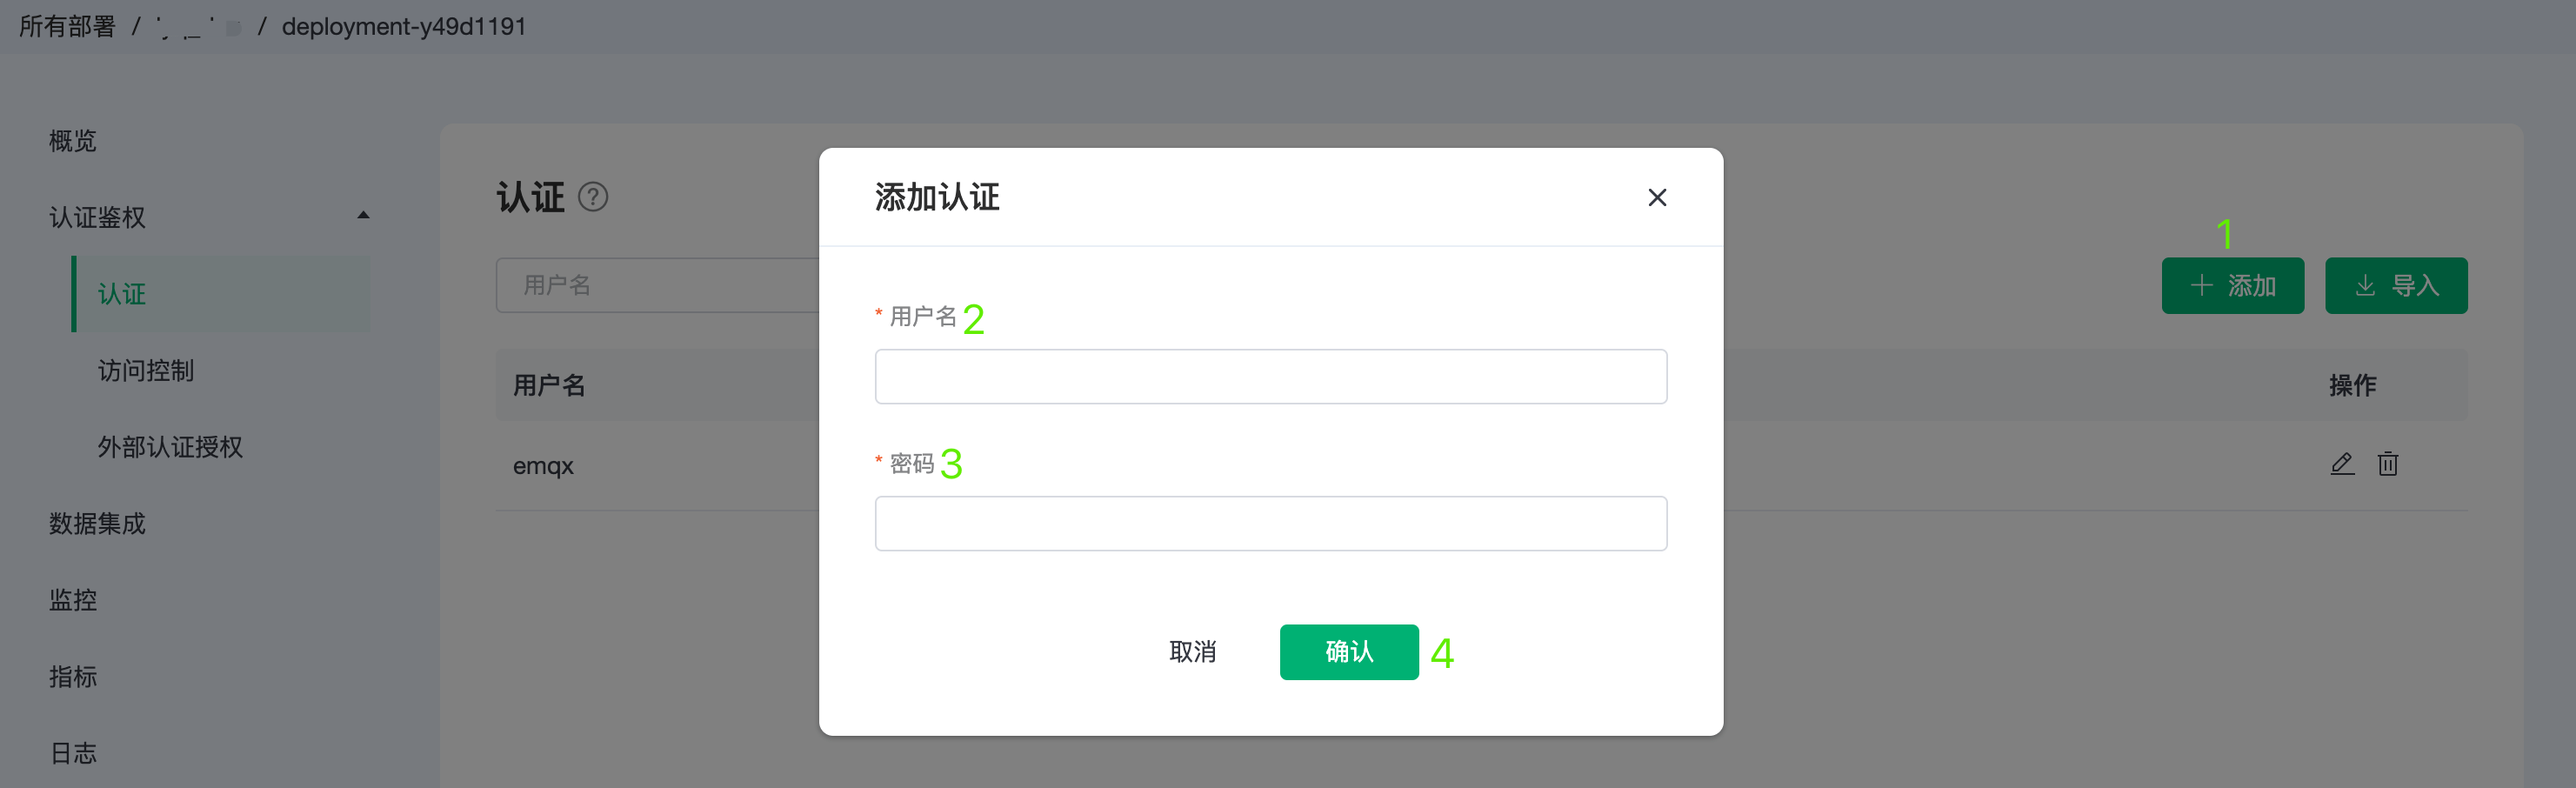 所有部署 / / deployment-y49d1191
概览
认证鉴权
认证
访问控制
外部认证授权
数据集成
监控
指标
日志
认证 ?
用户名
1
添加
导入
用户名
操作
emqx
添加认证
* 用户名 2
* 密码 3
取消
确认 4